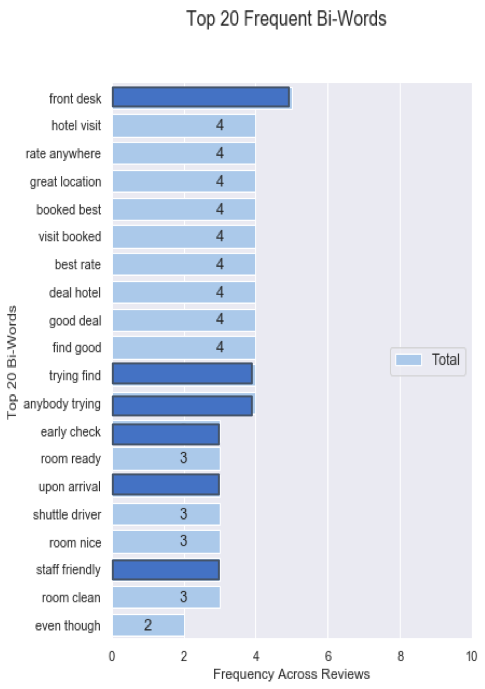 Top 20 Frequent Bi-Words
front desk
hotel visit 4
rate anywhere 4
great location 4
booked best 4
visit booked 4
best rate 4
deal hotel 4
good deal 4
find good 4
Total
trying find
anybody trying
early check
room ready 3
upon arrival
shuttle driver 3
room nice 3
staff friendly
room clean 3
even though 2
Top 20 Bi-Words
0 2 4 6 8 10
Frequency Across Reviews